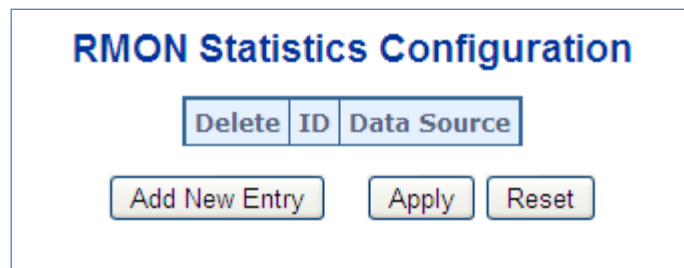 RMON Statistics Configuration
Delete ID Data Source
Add New Entry Apply Reset